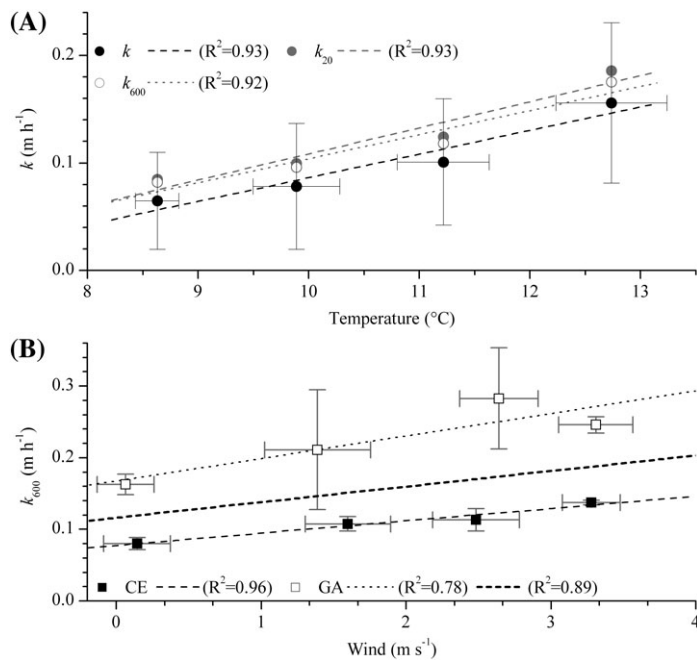 (A)
0.2
k (R²=0.93) k₂₀ (R²=0.93)
k₆₀₀ (R²=0.92)
k (m h⁻¹)
0.1
0.0
8 9 10 11 12 13
Temperature (°C)
(B)
0.3
k₆₀₀ (m h⁻¹)
0.2
0.1
CE (R²=0.96) GA (R²=0.78) (R²=0.89)
0.0
0 1 2 3 4
Wind (m s⁻¹)